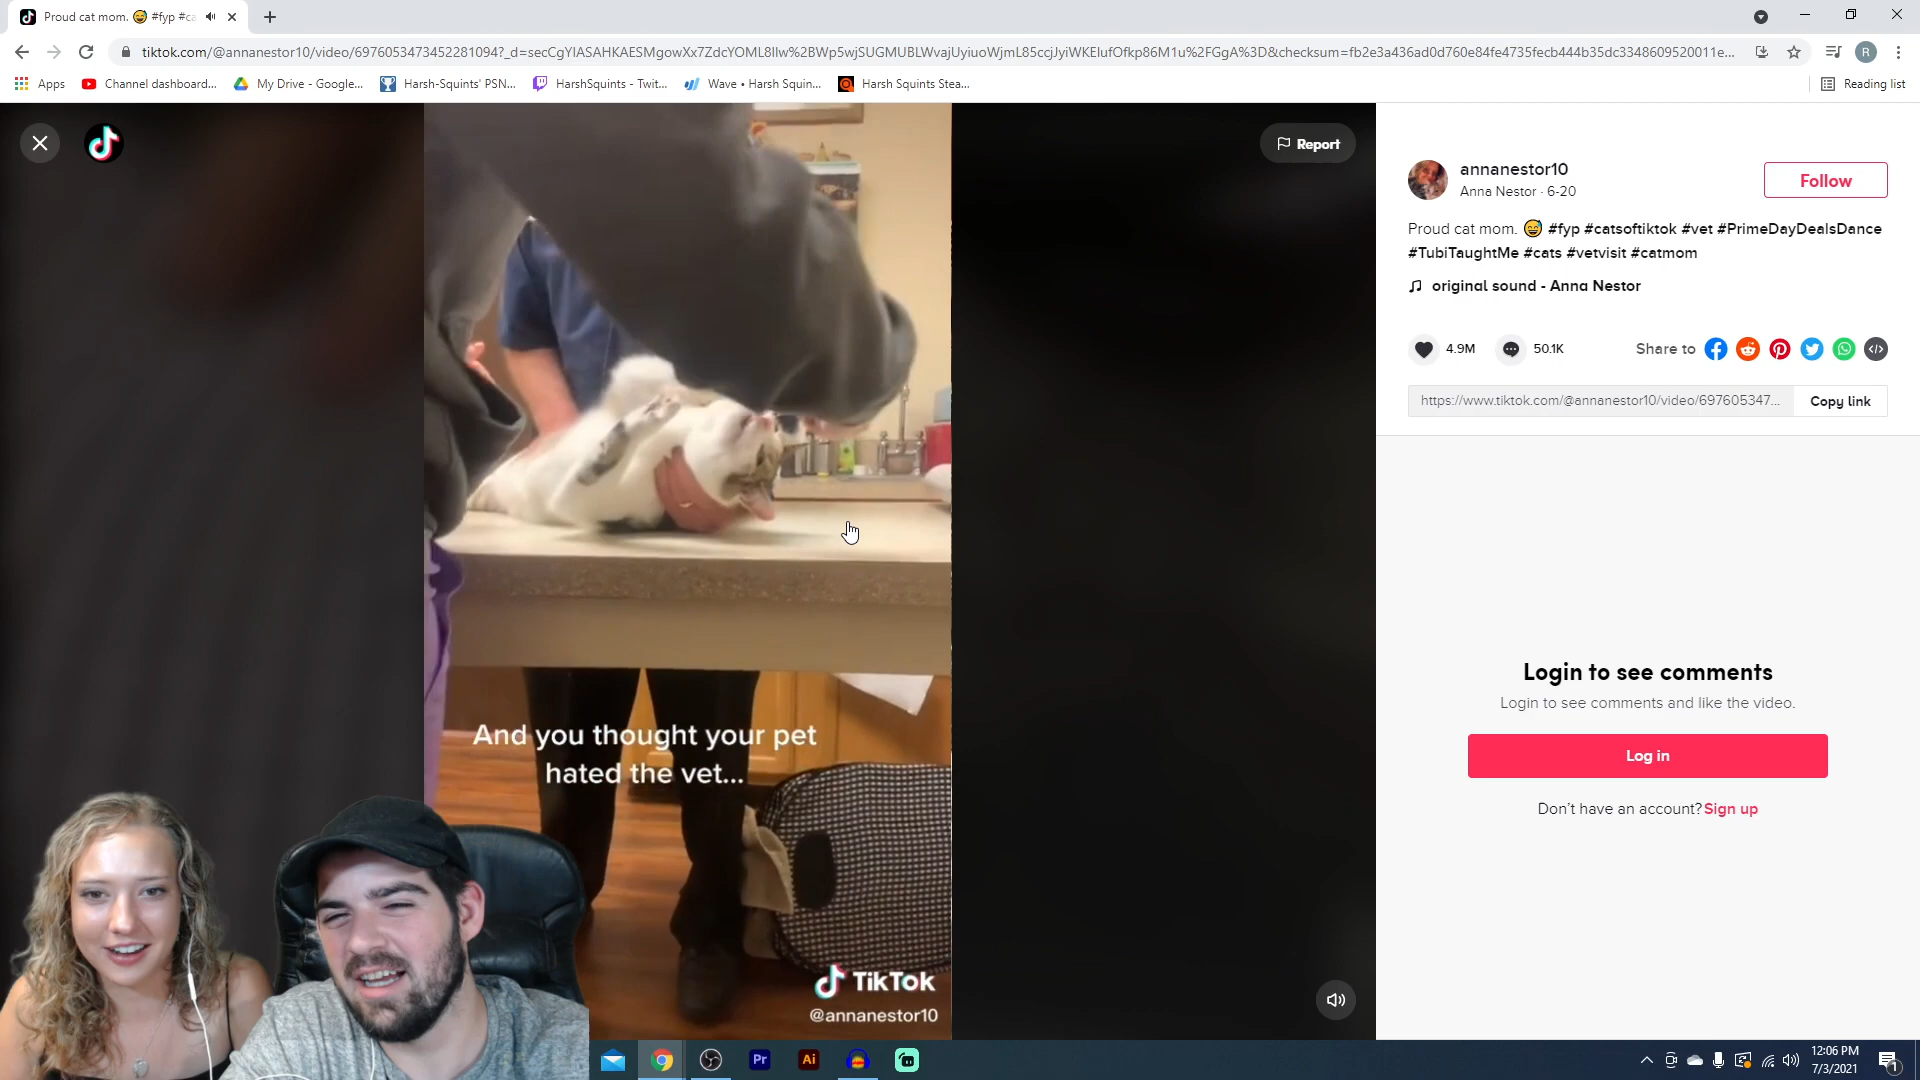 Proud cat mom. 😅 #fyp #ca
tiktok.com/@annanestor10/video/6976053473452281094?_d=secCgYIASAHKAESMgowXx7ZdcYOML8lIw%2BWp5wjSUGMUBLWvajUyiuoWjmL85ccjJyiWKEIufOfkp86M1u%2FGgA%3D&checksum=fb2e3a436ad0d760e84fe4735fecb444b35dc3348609520011e...
R
Apps
Channel dashboard...
My Drive - Google...
Harsh-Squints' PSN...
HarshSquints - Twit...
Wave • Harsh Squin...
Harsh Squints Stea...
Reading list
Report
And you thought your pet
hated the vet...
TikTok
@annanestor10
annanestor10
Anna Nestor · 6-20
Follow
Proud cat mom. 😅 #fyp #catsoftiktok #vet #PrimeDayDealsDance
#TubiTaughtMe #cats #vetvisit #catmom
original sound - Anna Nestor
4.9M
50.1K
Share to
https://www.tiktok.com/@annanestor10/video/697605347...
Copy link
Login to see comments
Login to see comments and like the video.
Log in
Don't have an account? Sign up
Pr
Ai
12:06 PM
7/3/2021
1